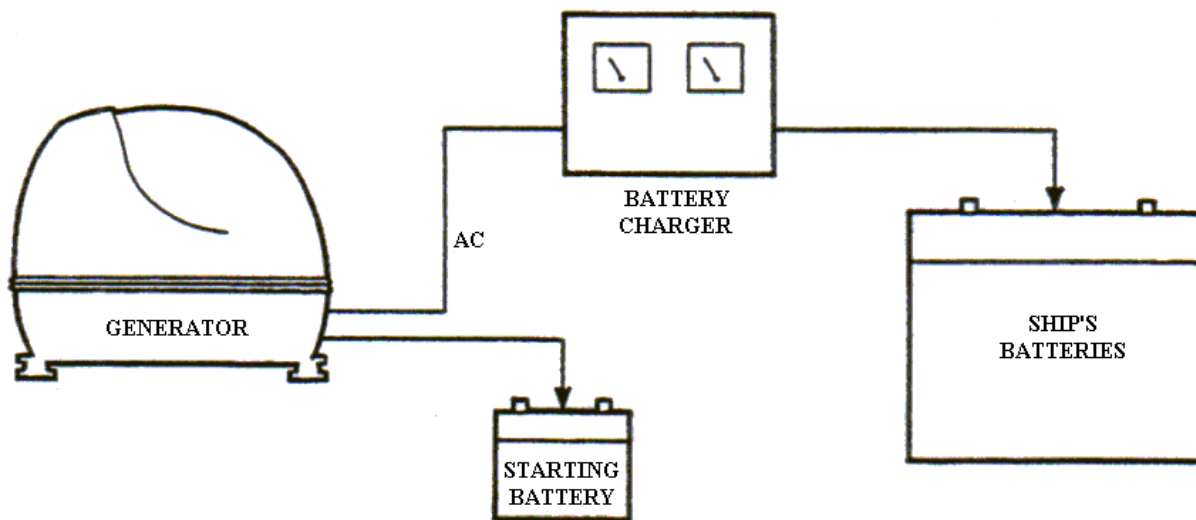 BATTERY
CHARGER
AC
GENERATOR
SHIP'S
BATTERIES
STARTING
BATTERY